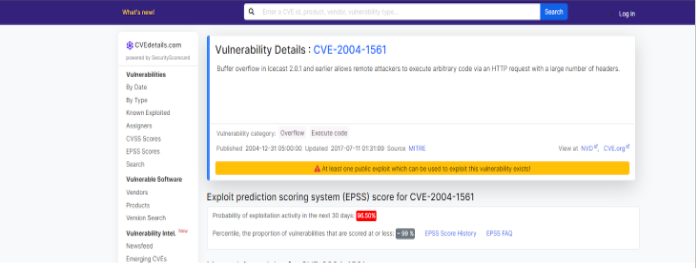 What's new!
Enter a CVE id, product, vendor, vulnerability type...
Search
Log in
CVEdetails.com
powered by SecurityScorecard
Vulnerabilities
By Date
By Type
Known Exploited
Assigners
CVSS Scores
EPSS Scores
Search
Vulnerable Software
Vendors
Products
Version Search
Vulnerability Intel. New
Newsfeed
Emerging CVEs
Vulnerability Details : CVE-2004-1561
Buffer overflow in Icecast 2.0.1 and earlier allows remote attackers to execute arbitrary code via an HTTP request with a large number of headers.
Vulnerability category: Overflow Execute code
Published 2004-12-31 05:00:00 Updated 2017-07-11 01:31:09 Source MITRE
View at NVD, CVE.org
At least one public exploit which can be used to exploit this vulnerability exists!
Exploit prediction scoring system (EPSS) score for CVE-2004-1561
Probability of exploitation activity in the next 30 days: 96.50%
Percentile, the proportion of vulnerabilities that are scored at or less: ~ 99 % EPSS Score History EPSS FAQ